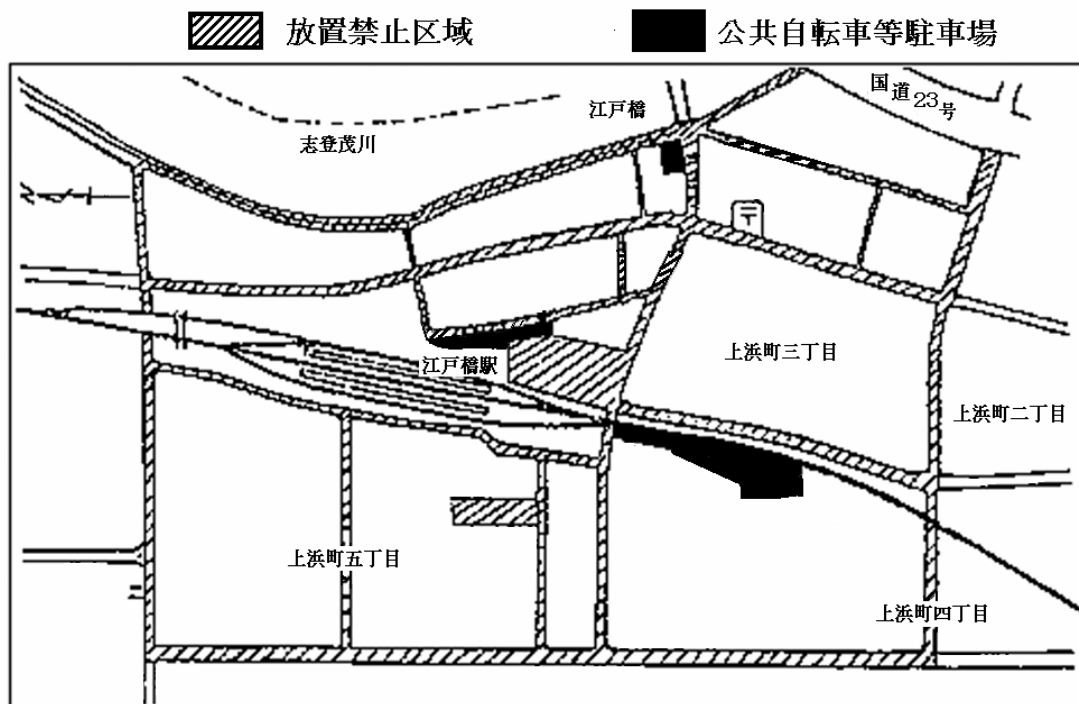 放置禁止区域
公共自転車等駐車場
国道23号
江戸橋
志登茂川
〒
上浜町三丁目
江戸橋駅
上浜町二丁目
上浜町五丁目
上浜町四丁目